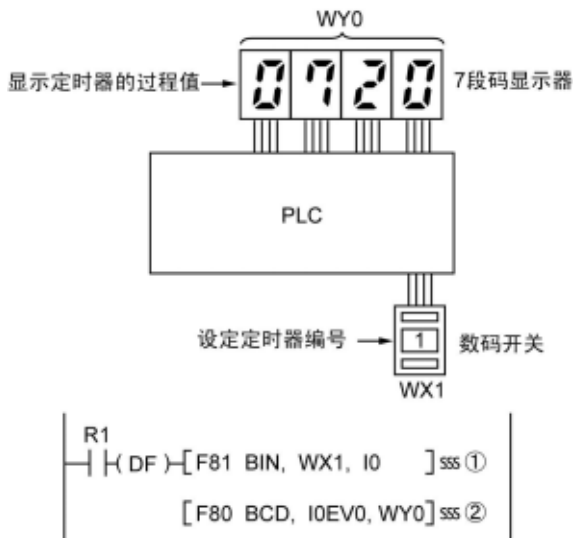 WY0
显示定时器的过程值
0720
7段码显示器
PLC
设定定时器编号
1
数码开关
WX1
R1
( DF ) [ F81 BIN, WX1, I0 ] sss ①
[ F80 BCD, I0EV0, WY0 ] sss ②